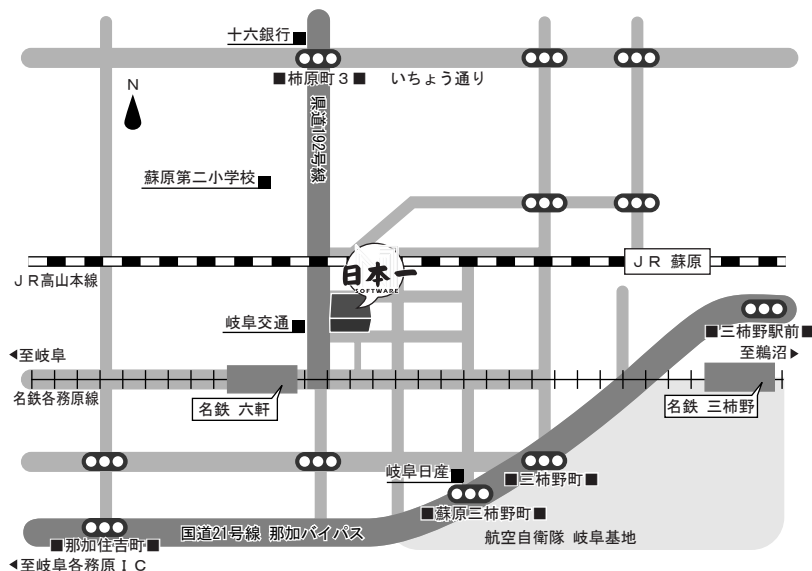 十六銀行
■柿原町3■
いちょう通り
N
県道192号線
蘇原第二小学校
JR高山本線
日本一
SOFTWARE
JR 蘇原
岐阜交通
■三柿野駅前■
◀至岐阜
至鵜沼▶
名鉄各務原線
名鉄 六軒
名鉄 三柿野
岐阜日産
■三柿野町■
■蘇原三柿野町■
国道21号線 那加バイパス
■那加住吉町■
航空自衛隊 岐阜基地
◀至岐阜各務原IC